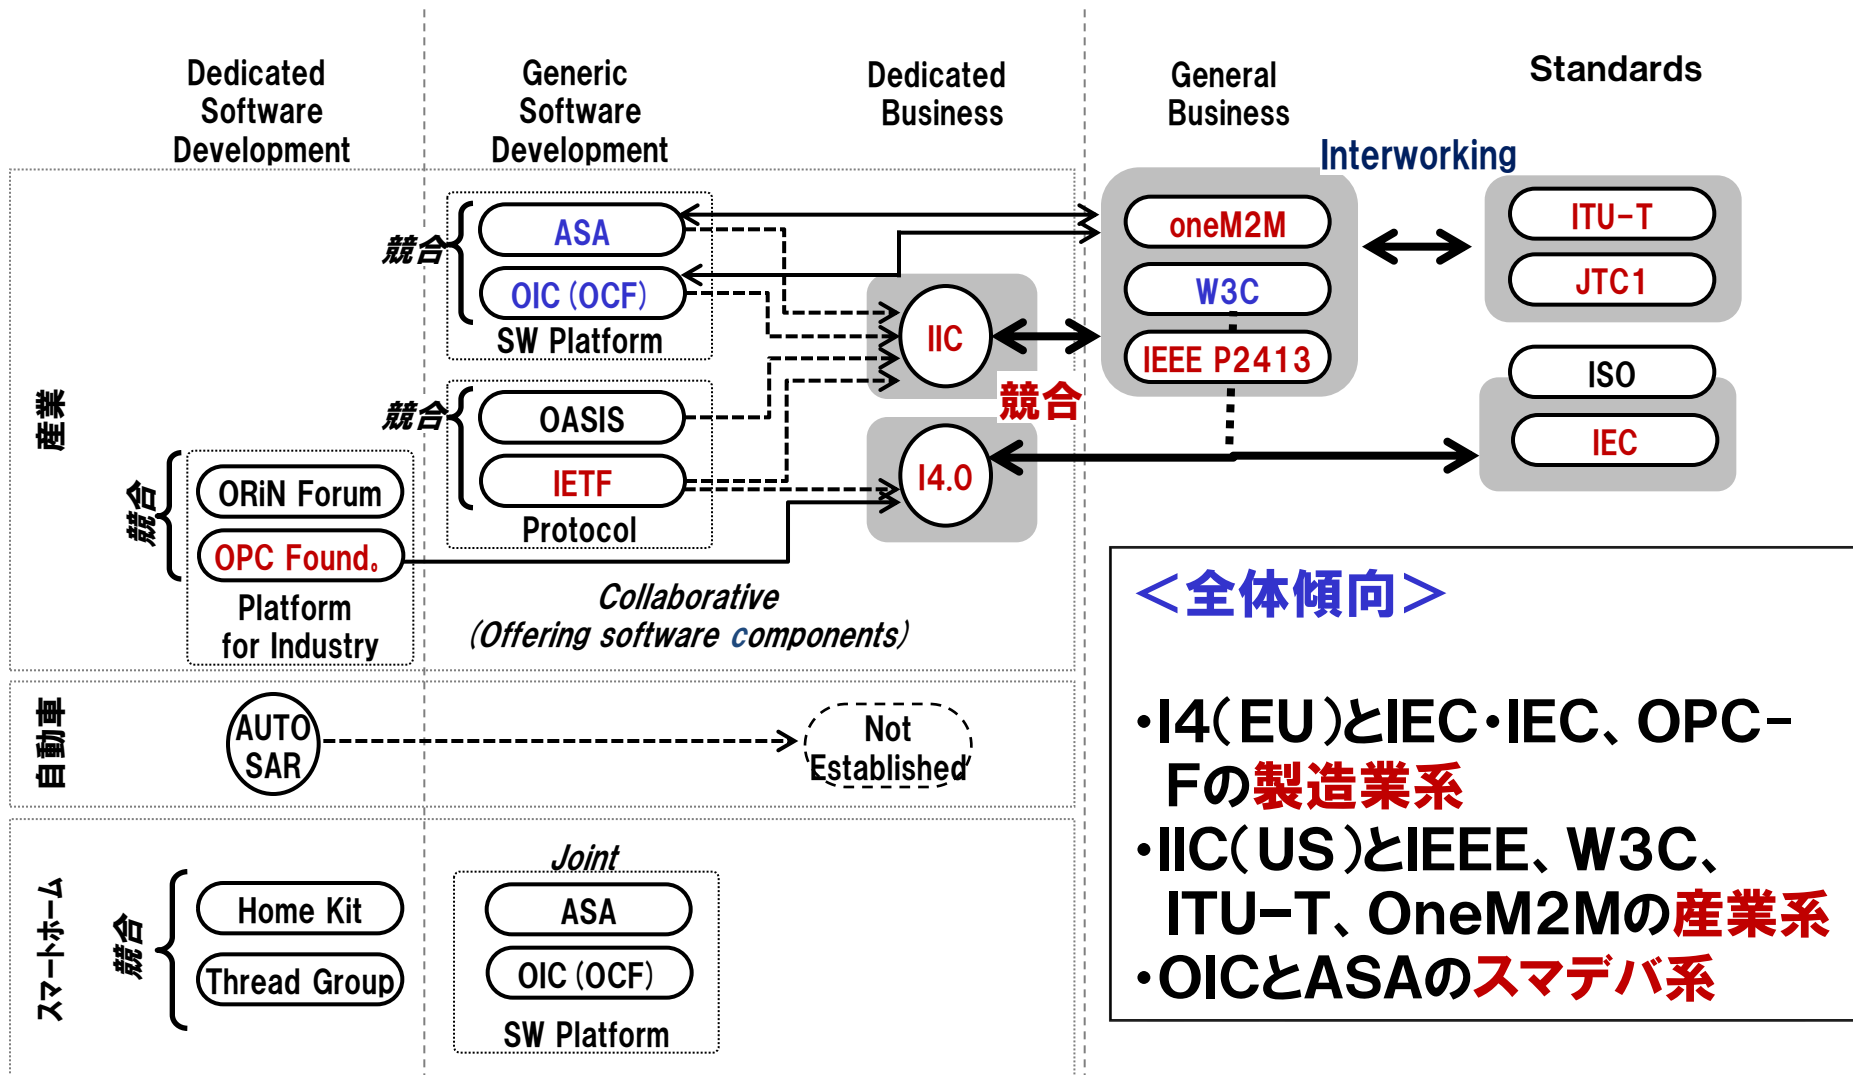 Dedicated
Software
Development
Generic
Software
Development
Dedicated
Business
General
Business
Standards
Interworking
産業
競合
ASA
OIC (OCF)
SW Platform
競合
OASIS
IETF
Protocol
競合
ORiN Forum
OPC Found。
Platform
for Industry
Collaborative
(Offering software components)
IIC
競合
I4.0
oneM2M
W3C
IEEE P2413
ITU-T
JTC1
ISO
IEC
自動車
AUTO
SAR
Not
Established
スマートホーム
競合
Home Kit
Thread Group
Joint
ASA
OIC (OCF)
SW Platform
＜全体傾向＞
・I4(EU)とIEC・IEC、OPC-
Fの製造業系
・IIC(US)とIEEE、W3C、
ITU-T、OneM2Mの産業系
・OICとASAのスマデバ系